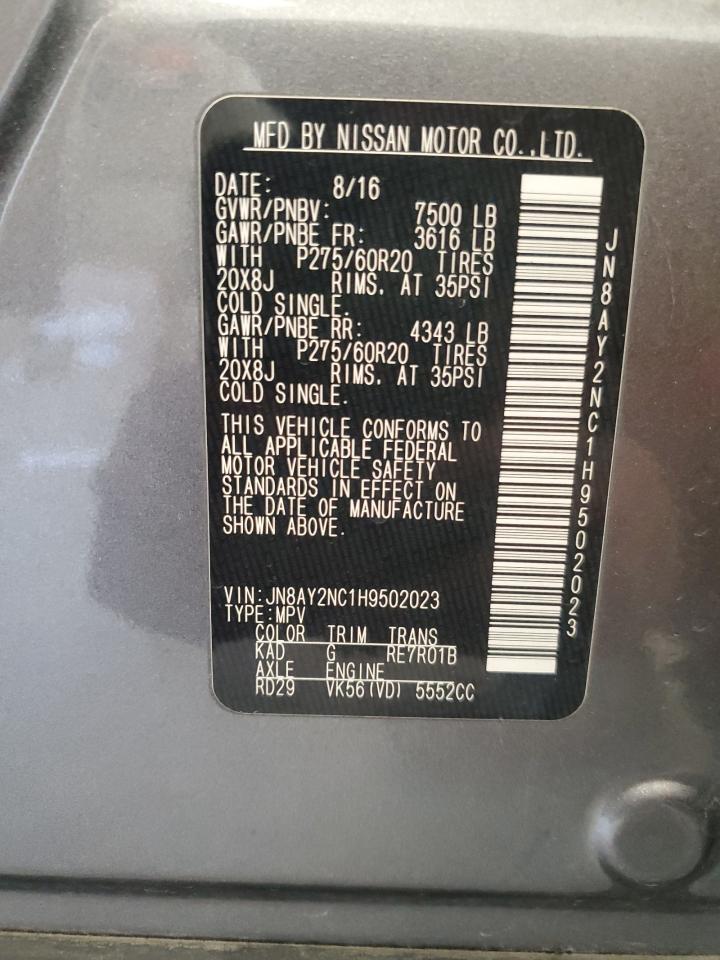 MFD BY NISSAN MOTOR CO.,LTD.
DATE: 8/16
GVWR/PNBV: 7500 LB
GAWR/PNBE FR: 3616 LB
WITH P275/60R20 TIRES
20X8J RIMS, AT 35PSI
COLD SINGLE.
GAWR/PNBE RR: 4343 LB
WITH P275/60R20 TIRES
20X8J RIMS, AT 35PSI
COLD SINGLE.
THIS VEHICLE CONFORMS TO
ALL APPLICABLE FEDERAL
MOTOR VEHICLE SAFETY
STANDARDS IN EFFECT ON
THE DATE OF MANUFACTURE
SHOWN ABOVE.
VIN:JN8AY2NC1H9502023
TYPE:MPV
COLOR TRIM TRANS
KAD G RE7R01B
AXLE ENGINE
RD29 VK56(VD) 5552CC
JN8AY2NC1H9502023